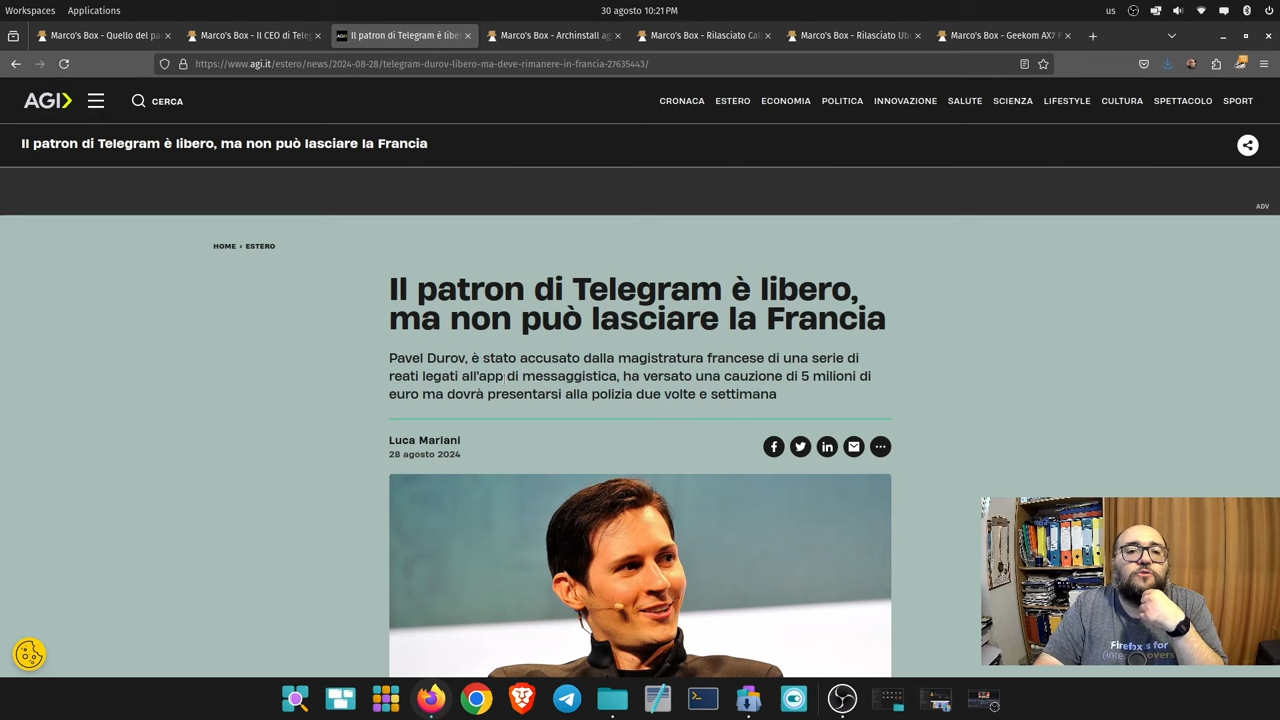 Workspaces Applications 30 agosto 10:21 PM us
Marco's Box - Quello del pa Marco's Box - Il CEO di Teleg Il patron di Telegram è liber Marco's Box - Archinstall ag Marco's Box - Rilasciato Cal Marco's Box - Rilasciato Ub Marco's Box - Geekom AX7 P
https://www.agi.it/estero/news/2024-08-28/telegram-durov-libero-ma-deve-rimanere-in-francia-27635443/
AGI CERCA CRONACA ESTERO ECONOMIA POLITICA INNOVAZIONE SALUTE SCIENZA LIFESTYLE CULTURA SPETTACOLO SPORT
Il patron di Telegram è libero, ma non può lasciare la Francia
ADV
HOME › ESTERO
Il patron di Telegram è libero,
ma non può lasciare la Francia
Pavel Durov, è stato accusato dalla magistratura francese di una serie di
reati legati all'app di messaggistica, ha versato una cauzione di 5 milioni di
euro ma dovrà presentarsi alla polizia due volte e settimana
Luca Mariani
28 agosto 2024